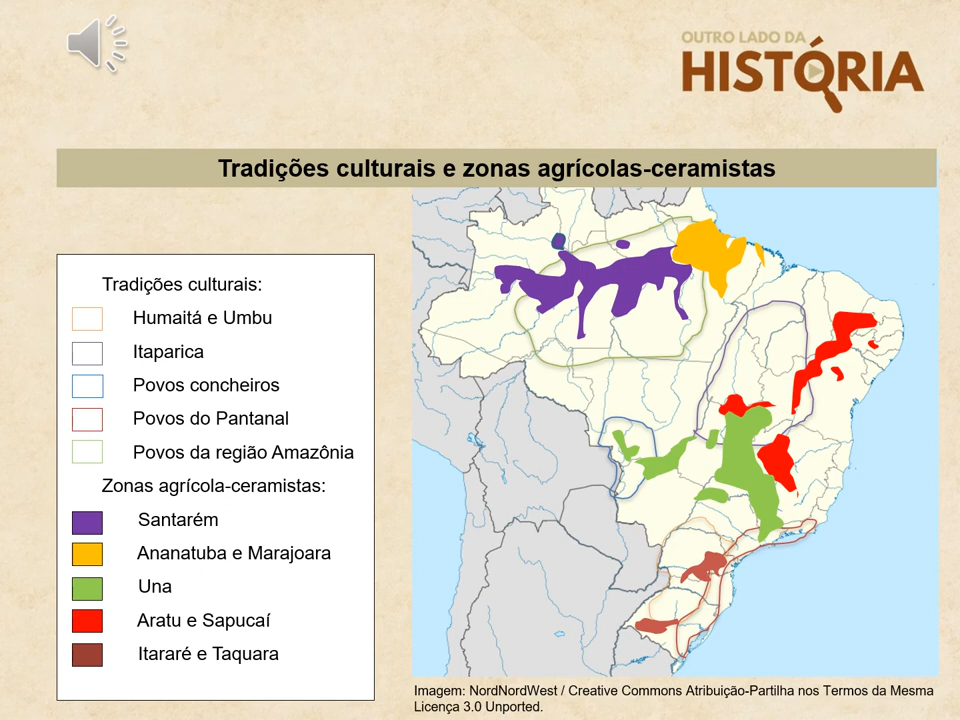 OUTRO LADO DA
HISTÓRIA
Tradições culturais e zonas agrícolas-ceramistas
Tradições culturais:
Humaitá e Umbu
Itaparica
Povos concheiros
Povos do Pantanal
Povos da região Amazônia
Zonas agrícola-ceramistas:
Santarém
Ananatuba e Marajoara
Una
Aratu e Sapucaí
Itararé e Taquara
Imagem: NordNordWest / Creative Commons Atribuição-Partilha nos Termos da Mesma
Licença 3.0 Unported.